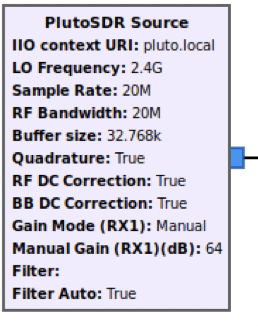 PlutoSDR Source
IIO context URI: pluto.local
LO Frequency: 2.4G
Sample Rate: 20M
RF Bandwidth: 20M
Buffer size: 32.768k
Quadrature: True
RF DC Correction: True
BB DC Correction: True
Gain Mode (RX1): Manual
Manual Gain (RX1)(dB): 64
Filter:
Filter Auto: True